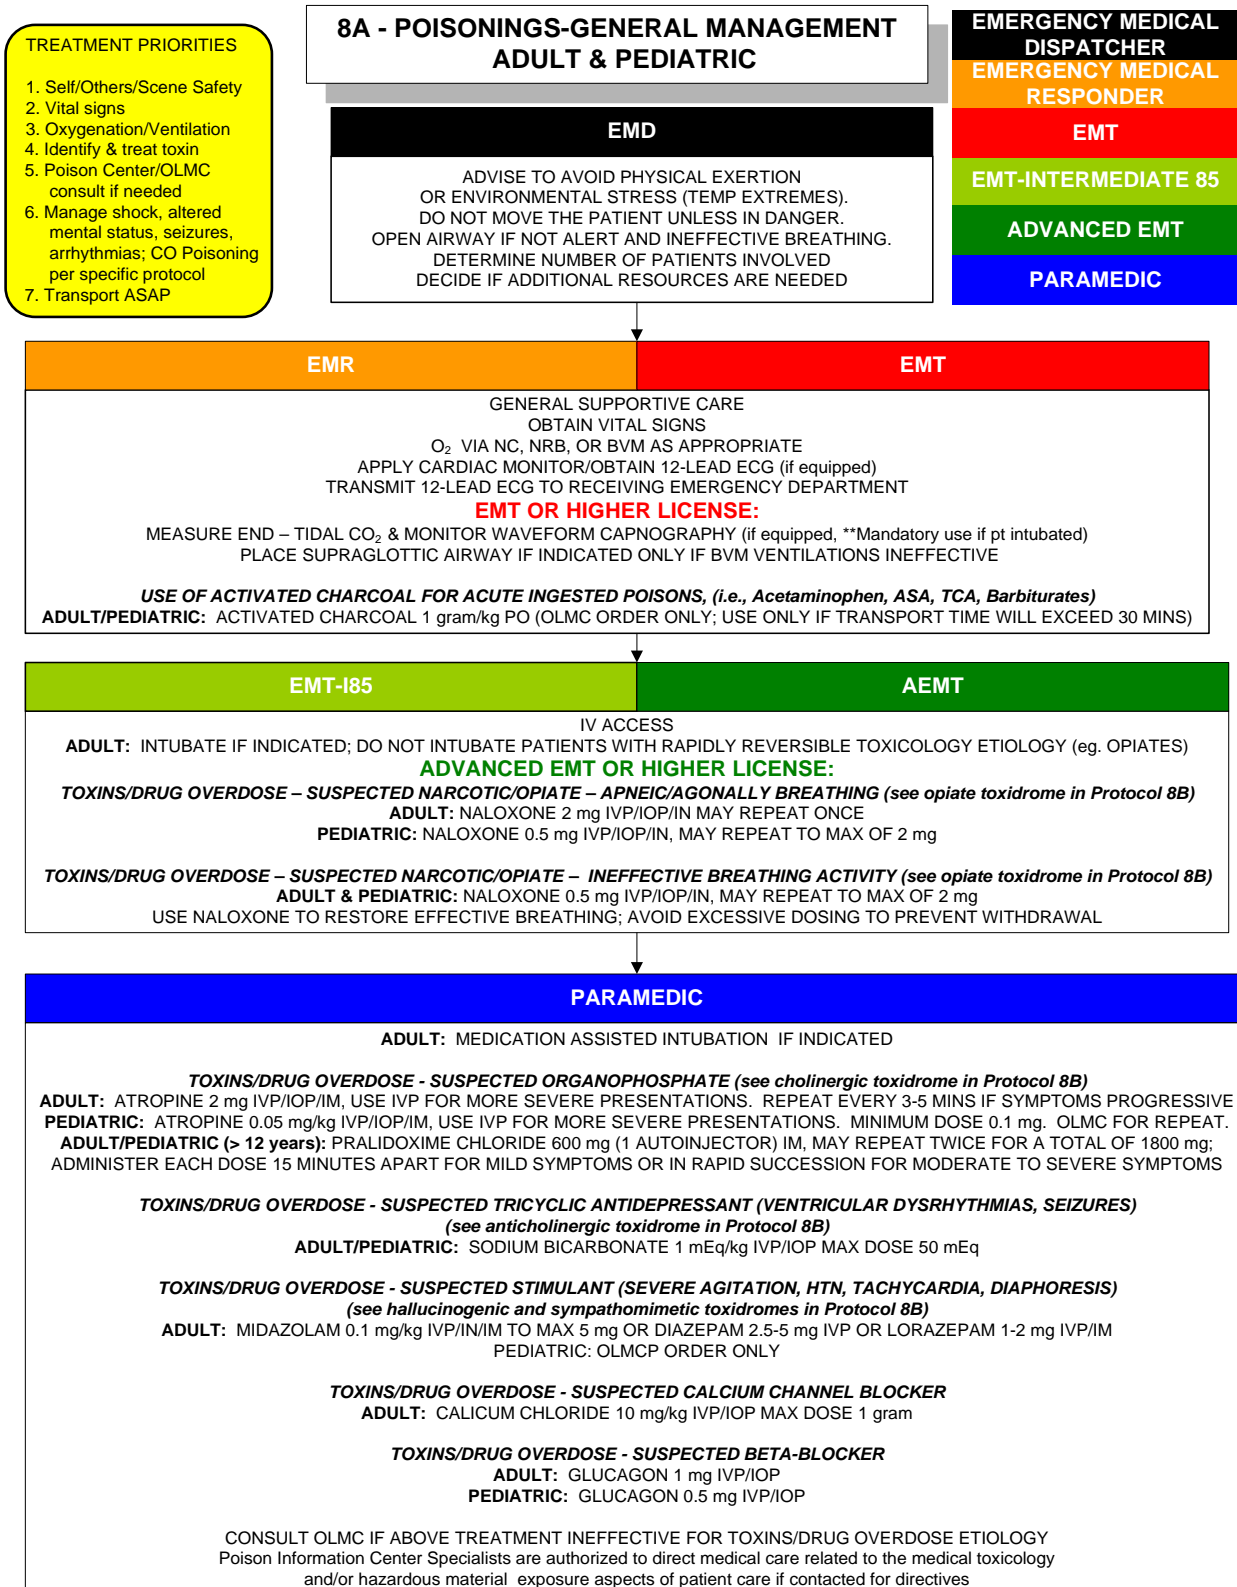 8A - POISONINGS-GENERAL MANAGEMENT
ADULT & PEDIATRIC
TREATMENT PRIORITIES
1. Self/Others/Scene Safety
2. Vital signs
3. Oxygenation/Ventilation
4. Identify & treat toxin
5. Poison Center/OLMC
consult if needed
6. Manage shock, altered
mental status, seizures,
arrhythmias; CO Poisoning
per specific protocol
7. Transport ASAP
EMERGENCY MEDICAL
DISPATCHER
EMERGENCY MEDICAL
RESPONDER
EMT
EMT-INTERMEDIATE 85
ADVANCED EMT
PARAMEDIC
EMD
ADVISE TO AVOID PHYSICAL EXERTION
OR ENVIRONMENTAL STRESS (TEMP EXTREMES).
DO NOT MOVE THE PATIENT UNLESS IN DANGER.
OPEN AIRWAY IF NOT ALERT AND INEFFECTIVE BREATHING.
DETERMINE NUMBER OF PATIENTS INVOLVED
DECIDE IF ADDITIONAL RESOURCES ARE NEEDED
EMR
EMT
GENERAL SUPPORTIVE CARE
OBTAIN VITAL SIGNS
O2 VIA NC, NRB, OR BVM AS APPROPRIATE
APPLY CARDIAC MONITOR/OBTAIN 12-LEAD ECG (if equipped)
TRANSMIT 12-LEAD ECG TO RECEIVING EMERGENCY DEPARTMENT
EMT OR HIGHER LICENSE:
MEASURE END – TIDAL CO2 & MONITOR WAVEFORM CAPNOGRAPHY (if equipped, **Mandatory use if pt intubated)
PLACE SUPRAGLOTTIC AIRWAY IF INDICATED ONLY IF BVM VENTILATIONS INEFFECTIVE
USE OF ACTIVATED CHARCOAL FOR ACUTE INGESTED POISONS, (i.e., Acetaminophen, ASA, TCA, Barbiturates)
ADULT/PEDIATRIC: ACTIVATED CHARCOAL 1 gram/kg PO (OLMC ORDER ONLY; USE ONLY IF TRANSPORT TIME WILL EXCEED 30 MINS)
EMT-I85
AEMT
IV ACCESS
ADULT: INTUBATE IF INDICATED; DO NOT INTUBATE PATIENTS WITH RAPIDLY REVERSIBLE TOXICOLOGY ETIOLOGY (eg. OPIATES)
ADVANCED EMT OR HIGHER LICENSE:
TOXINS/DRUG OVERDOSE – SUSPECTED NARCOTIC/OPIATE – APNEIC/AGONALLY BREATHING (see opiate toxidrome in Protocol 8B)
ADULT: NALOXONE 2 mg IVP/IOP/IN MAY REPEAT ONCE
PEDIATRIC: NALOXONE 0.5 mg IVP/IOP/IN, MAY REPEAT TO MAX OF 2 mg
TOXINS/DRUG OVERDOSE – SUSPECTED NARCOTIC/OPIATE – INEFFECTIVE BREATHING ACTIVITY (see opiate toxidrome in Protocol 8B)
ADULT & PEDIATRIC: NALOXONE 0.5 mg IVP/IOP/IN, MAY REPEAT TO MAX OF 2 mg
USE NALOXONE TO RESTORE EFFECTIVE BREATHING; AVOID EXCESSIVE DOSING TO PREVENT WITHDRAWAL
PARAMEDIC
ADULT: MEDICATION ASSISTED INTUBATION IF INDICATED
TOXINS/DRUG OVERDOSE - SUSPECTED ORGANOPHOSPHATE (see cholinergic toxidrome in Protocol 8B)
ADULT: ATROPINE 2 mg IVP/IOP/IM, USE IVP FOR MORE SEVERE PRESENTATIONS. REPEAT EVERY 3-5 MINS IF SYMPTOMS PROGRESSIVE
PEDIATRIC: ATROPINE 0.05 mg/kg IVP/IOP/IM, USE IVP FOR MORE SEVERE PRESENTATIONS. MINIMUM DOSE 0.1 mg. OLMC FOR REPEAT.
ADULT/PEDIATRIC (> 12 years): PRALIDOXIME CHLORIDE 600 mg (1 AUTOINJECTOR) IM, MAY REPEAT TWICE FOR A TOTAL OF 1800 mg;
ADMINISTER EACH DOSE 15 MINUTES APART FOR MILD SYMPTOMS OR IN RAPID SUCCESSION FOR MODERATE TO SEVERE SYMPTOMS
TOXINS/DRUG OVERDOSE - SUSPECTED TRICYCLIC ANTIDEPRESSANT (VENTRICULAR DYSRHYTHMIAS, SEIZURES)
(see anticholinergic toxidrome in Protocol 8B)
ADULT/PEDIATRIC: SODIUM BICARBONATE 1 mEq/kg IVP/IOP MAX DOSE 50 mEq
TOXINS/DRUG OVERDOSE - SUSPECTED STIMULANT (SEVERE AGITATION, HTN, TACHYCARDIA, DIAPHORESIS)
(see hallucinogenic and sympathomimetic toxidromes in Protocol 8B)
ADULT: MIDAZOLAM 0.1 mg/kg IVP/IN/IM TO MAX 5 mg OR DIAZEPAM 2.5-5 mg IVP OR LORAZEPAM 1-2 mg IVP/IM
PEDIATRIC: OLMCP ORDER ONLY
TOXINS/DRUG OVERDOSE - SUSPECTED CALCIUM CHANNEL BLOCKER
ADULT: CALICUM CHLORIDE 10 mg/kg IVP/IOP MAX DOSE 1 gram
TOXINS/DRUG OVERDOSE - SUSPECTED BETA-BLOCKER
ADULT: GLUCAGON 1 mg IVP/IOP
PEDIATRIC: GLUCAGON 0.5 mg IVP/IOP
CONSULT OLMC IF ABOVE TREATMENT INEFFECTIVE FOR TOXINS/DRUG OVERDOSE ETIOLOGY
Poison Information Center Specialists are authorized to direct medical care related to the medical toxicology
and/or hazardous material exposure aspects of patient care if contacted for directives